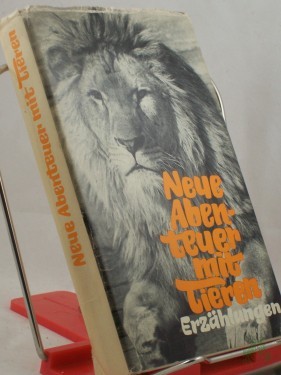 Neue Abenteuer mit Tieren
Neue
Aben-
teuer
mit
Tieren
Erzählungen